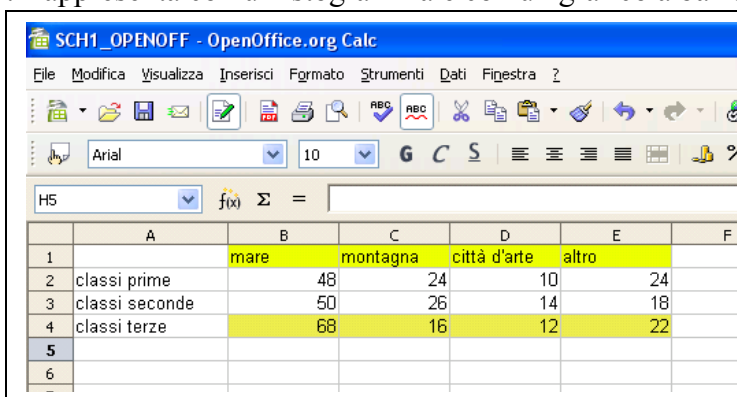 SCH1_OPENOFF - OpenOffice.org Calc
File Modifica Visualizza Inserisci Formato Strumenti Dati Finestra ?
ABC ABC
Arial 10 G C S %
H5 f(x) Σ =
A B C D E F
1 mare montagna città d'arte altro
2 classi prime 48 24 10 24
3 classi seconde 50 26 14 18
4 classi terze 68 16 12 22
5
6